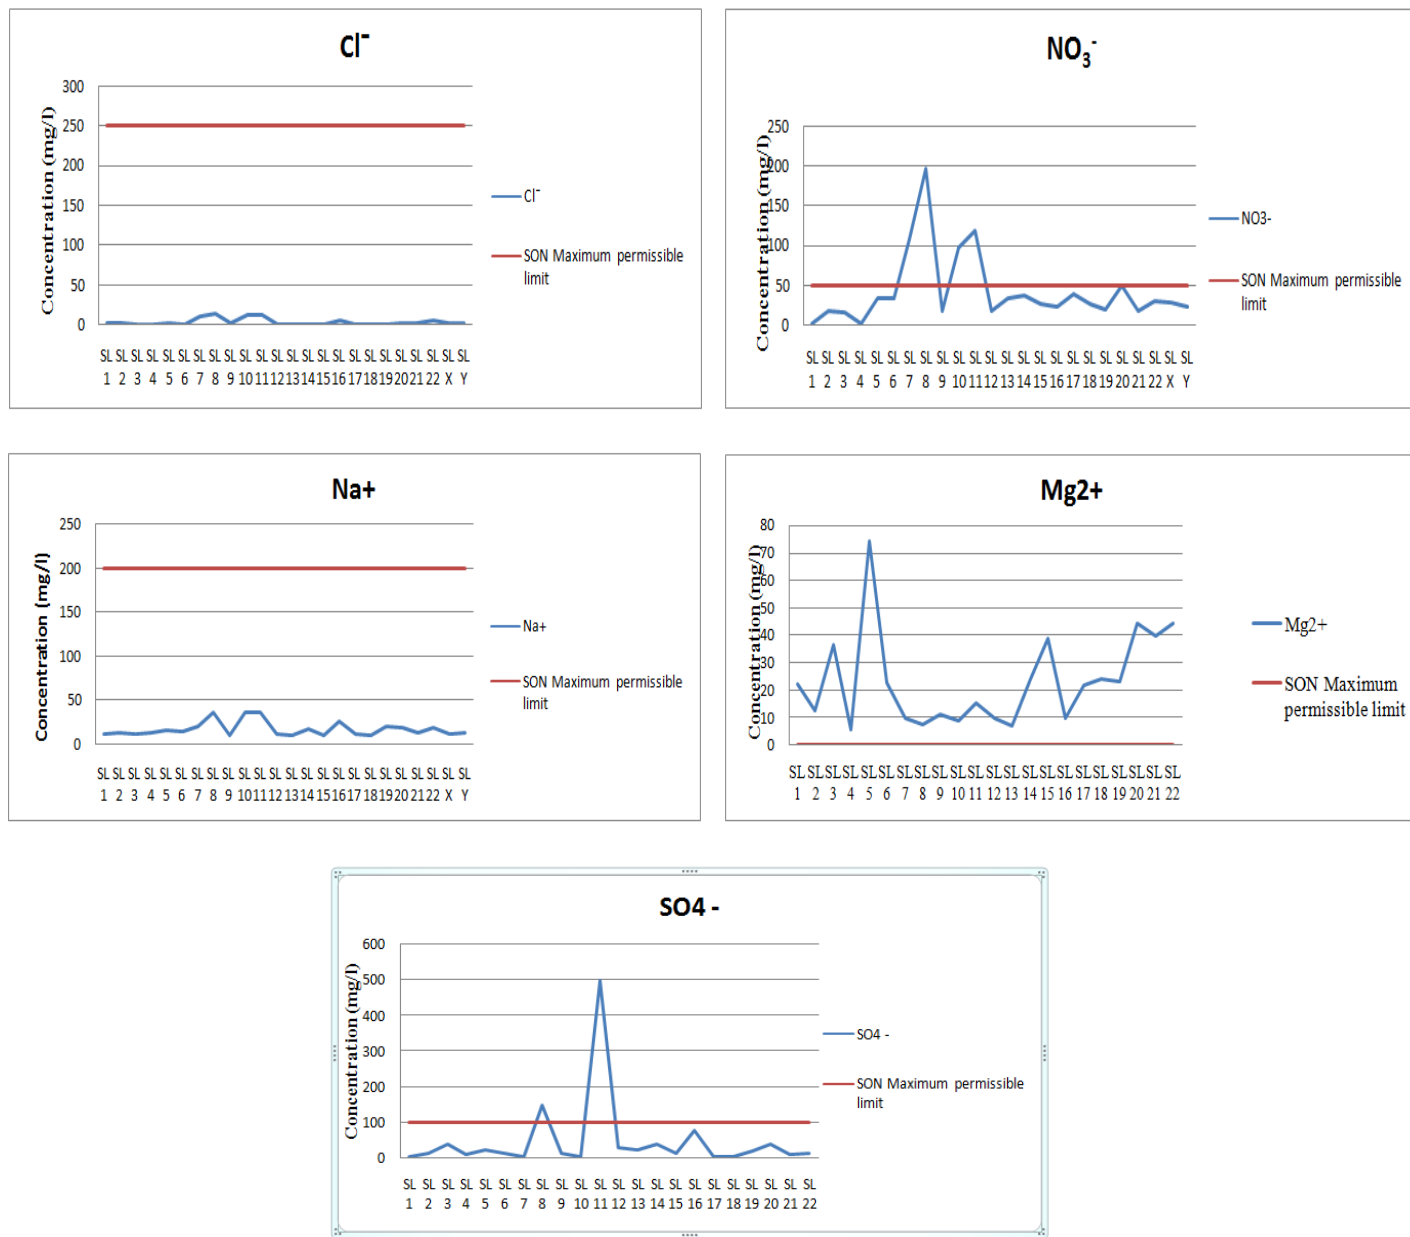 Cl⁻
Concentration (mg/l)
300
250
200
150
100
50
0
SL SL SL SL SL SL SL SL SL SL SL SL SL SL SL SL SL SL SL SL SL SL SL SL
1 2 3 4 5 6 7 8 9 10 11 12 13 14 15 16 17 18 19 20 21 22 X Y
Cl⁻
SON Maximum permissible
limit
NO₃⁻
Concentration (mg/l)
250
200
150
100
50
0
SL SL SL SL SL SL SL SL SL SL SL SL SL SL SL SL SL SL SL SL SL SL SL SL
1 2 3 4 5 6 7 8 9 10 11 12 13 14 15 16 17 18 19 20 21 22 X Y
NO3-
SON Maximum permissible
limit
Na+
Concentration (mg/l)
250
200
150
100
50
0
SL SL SL SL SL SL SL SL SL SL SL SL SL SL SL SL SL SL SL SL SL SL SL SL
1 2 3 4 5 6 7 8 9 10 11 12 13 14 15 16 17 18 19 20 21 22 X Y
Na+
SON Maximum permissible
limit
Mg2+
Concentration (mg/l)
80
70
60
50
40
30
20
10
0
SL SL SL SL SL SL SL SL SL SL SL SL SL SL SL SL SL SL SL SL SL SL
1 2 3 4 5 6 7 8 9 10 11 12 13 14 15 16 17 18 19 20 21 22
Mg2+
SON Maximum
permissible limit
SO4 -
Concentration (mg/l)
600
500
400
300
200
100
0
SL SL SL SL SL SL SL SL SL SL SL SL SL SL SL SL SL SL SL SL SL SL
1 2 3 4 5 6 7 8 9 10 11 12 13 14 15 16 17 18 19 20 21 22
SO4 -
SON Maximum permissible
limit